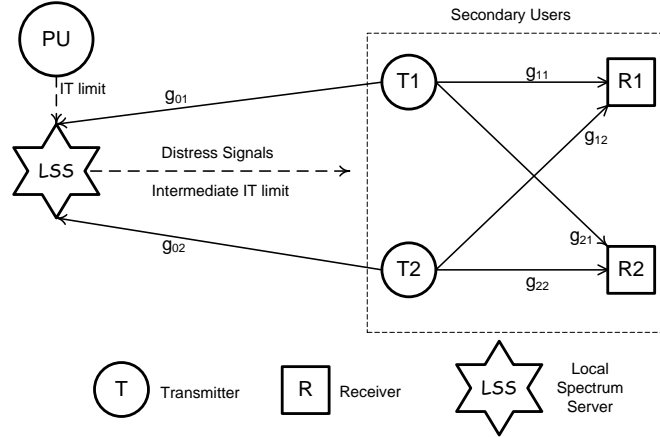 Secondary Users
PU
IT limit
T1
g11
R1
g01
g12
LSS
Distress Signals
Intermediate IT limit
g02
g21
T2
g22
R2
T
Transmitter
R
Receiver
LSS
Local
Spectrum
Server